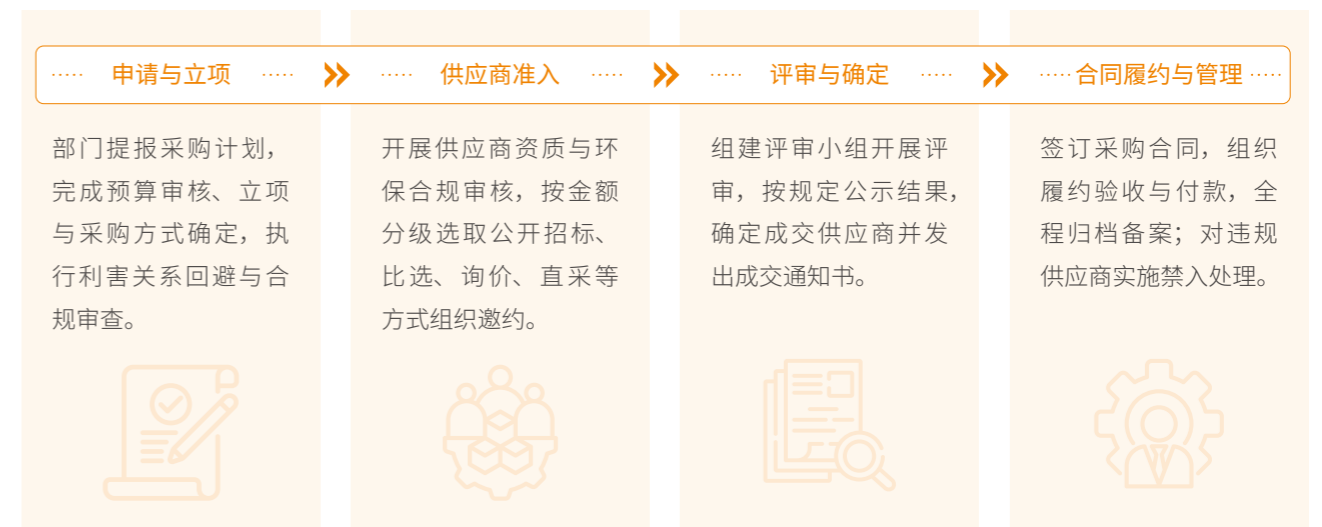 申请与立项
部门提报采购计划，
完成预算审核、立项
与采购方式确定，执
行利害关系回避与合
规审查。
供应商准入
开展供应商资质与环
保合规审核，按金额
分级选取公开招标、
比选、询价、直采等
方式组织邀约。
评审与确定
组建评审小组开展评
审，按规定公示结果，
确定成交供应商并发
出成交通知书。
合同履约与管理
签订采购合同，组织
履约验收与付款，全
程归档备案；对违规
供应商实施禁入处理。